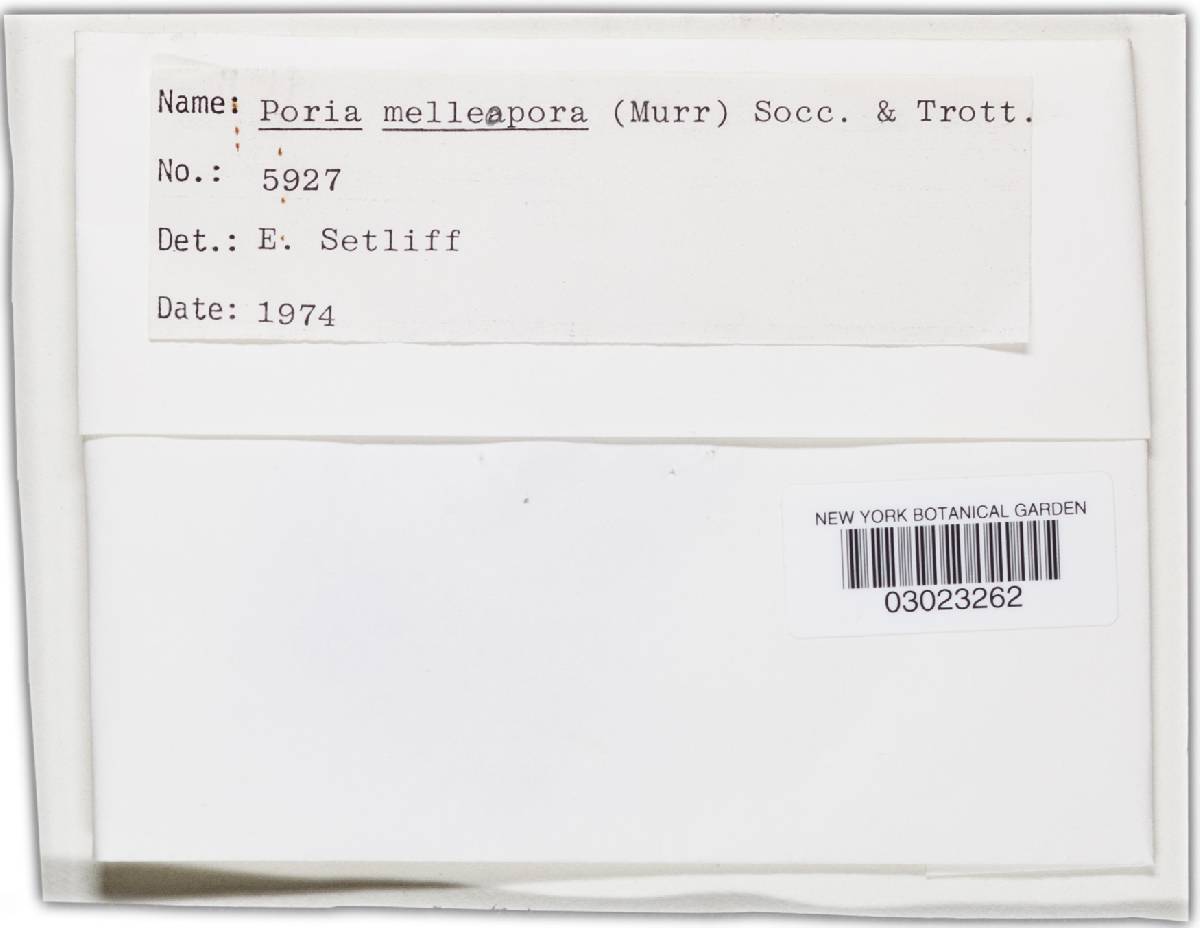 Name: Poria melleapora (Murr) Socc. & Trott.
No.: 5927
Det.: E. Setliff
Date: 1974
NEW YORK BOTANICAL GARDEN
03023262